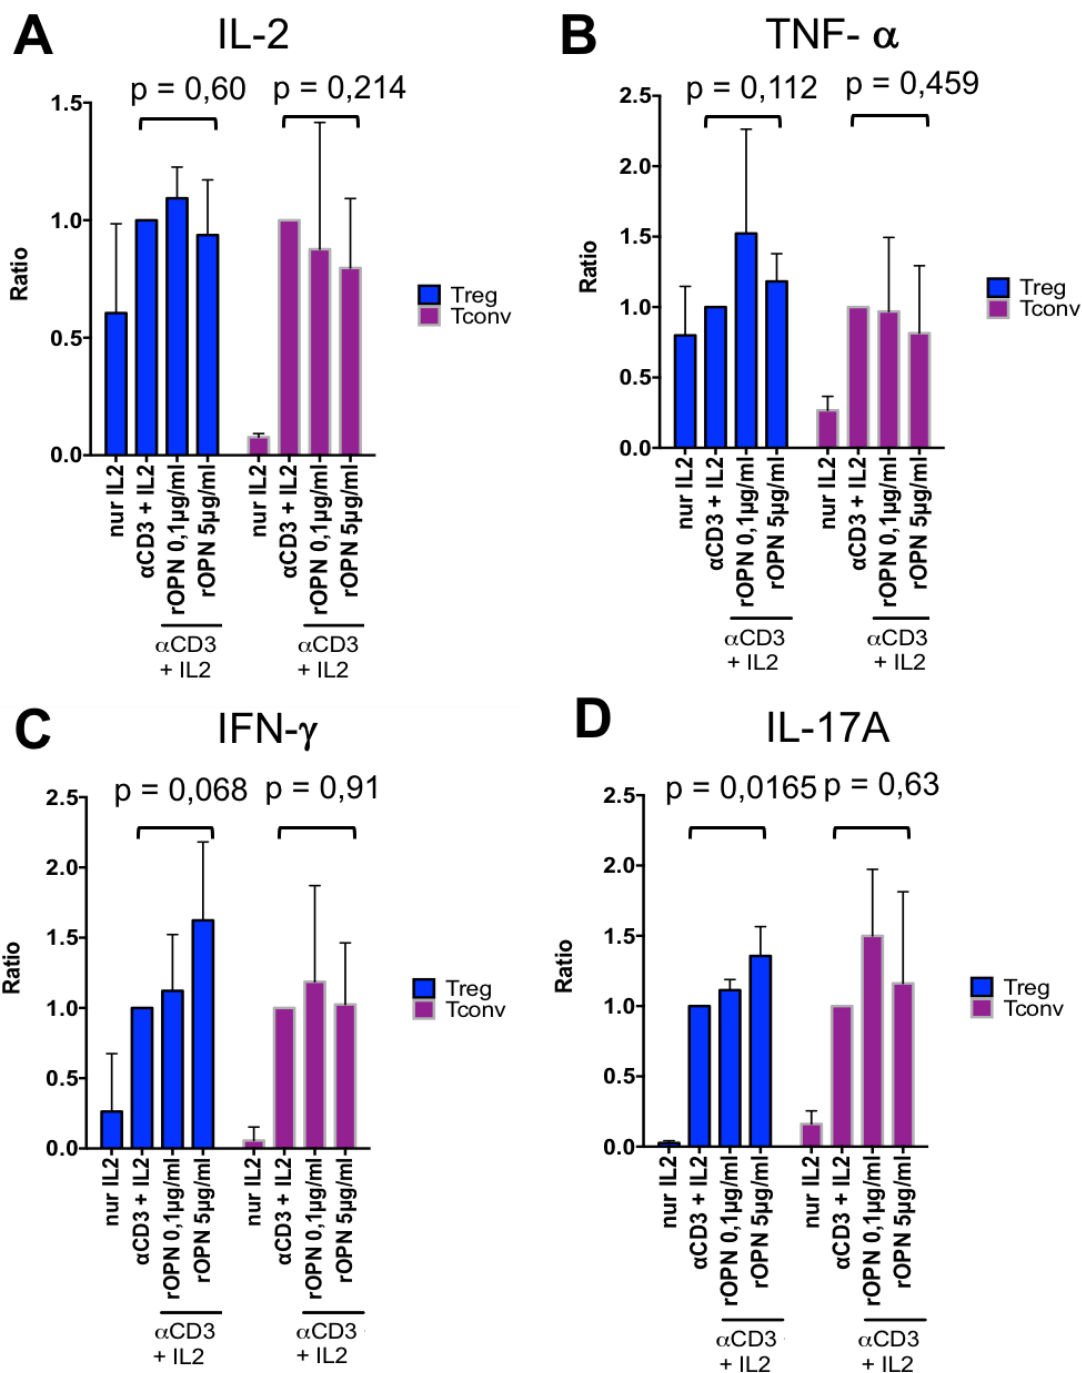 A
IL-2
p = 0,60
p = 0,214
1.5
1.0
0.5
0.0
Ratio
Treg
Tconv
nur IL2
αCD3 + IL2
rOPN 0,1µg/ml
rOPN 5µg/ml
nur IL2
αCD3 + IL2
rOPN 0,1µg/ml
rOPN 5µg/ml
αCD3
+ IL2
αCD3
+ IL2
B
TNF- α
p = 0,112
p = 0,459
2.5
2.0
1.5
1.0
0.5
0.0
Ratio
Treg
Tconv
nur IL2
αCD3 + IL2
rOPN 0,1µg/ml
rOPN 5µg/ml
nur IL2
αCD3 + IL2
rOPN 0,1µg/ml
rOPN 5µg/ml
αCD3
+ IL2
αCD3
+ IL2
C
IFN-γ
p = 0,068
p = 0,91
2.5
2.0
1.5
1.0
0.5
0.0
Ratio
Treg
Tconv
nur IL2
αCD3 + IL2
rOPN 0,1µg/ml
rOPN 5µg/ml
nur IL2
αCD3 + IL2
rOPN 0,1µg/ml
rOPN 5µg/ml
αCD3
+ IL2
αCD3
+ IL2
D
IL-17A
p = 0,0165
p = 0,63
2.5
2.0
1.5
1.0
0.5
0.0
Ratio
Treg
Tconv
nur IL2
αCD3 + IL2
rOPN 0,1µg/ml
rOPN 5µg/ml
nur IL2
αCD3 + IL2
rOPN 0,1µg/ml
rOPN 5µg/ml
αCD3
+ IL2
αCD3
+ IL2